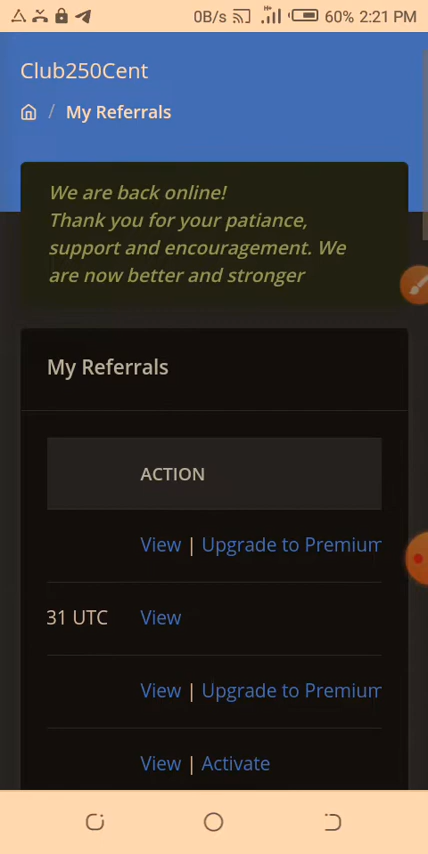 0B/s 60% 2:21 PM
Club250Cent
/ My Referrals
We are back online!
Thank you for your patiance,
support and encouragement. We
are now better and stronger
My Referrals
ACTION
View | Upgrade to Premium
31 UTC View
View | Upgrade to Premium
View | Activate